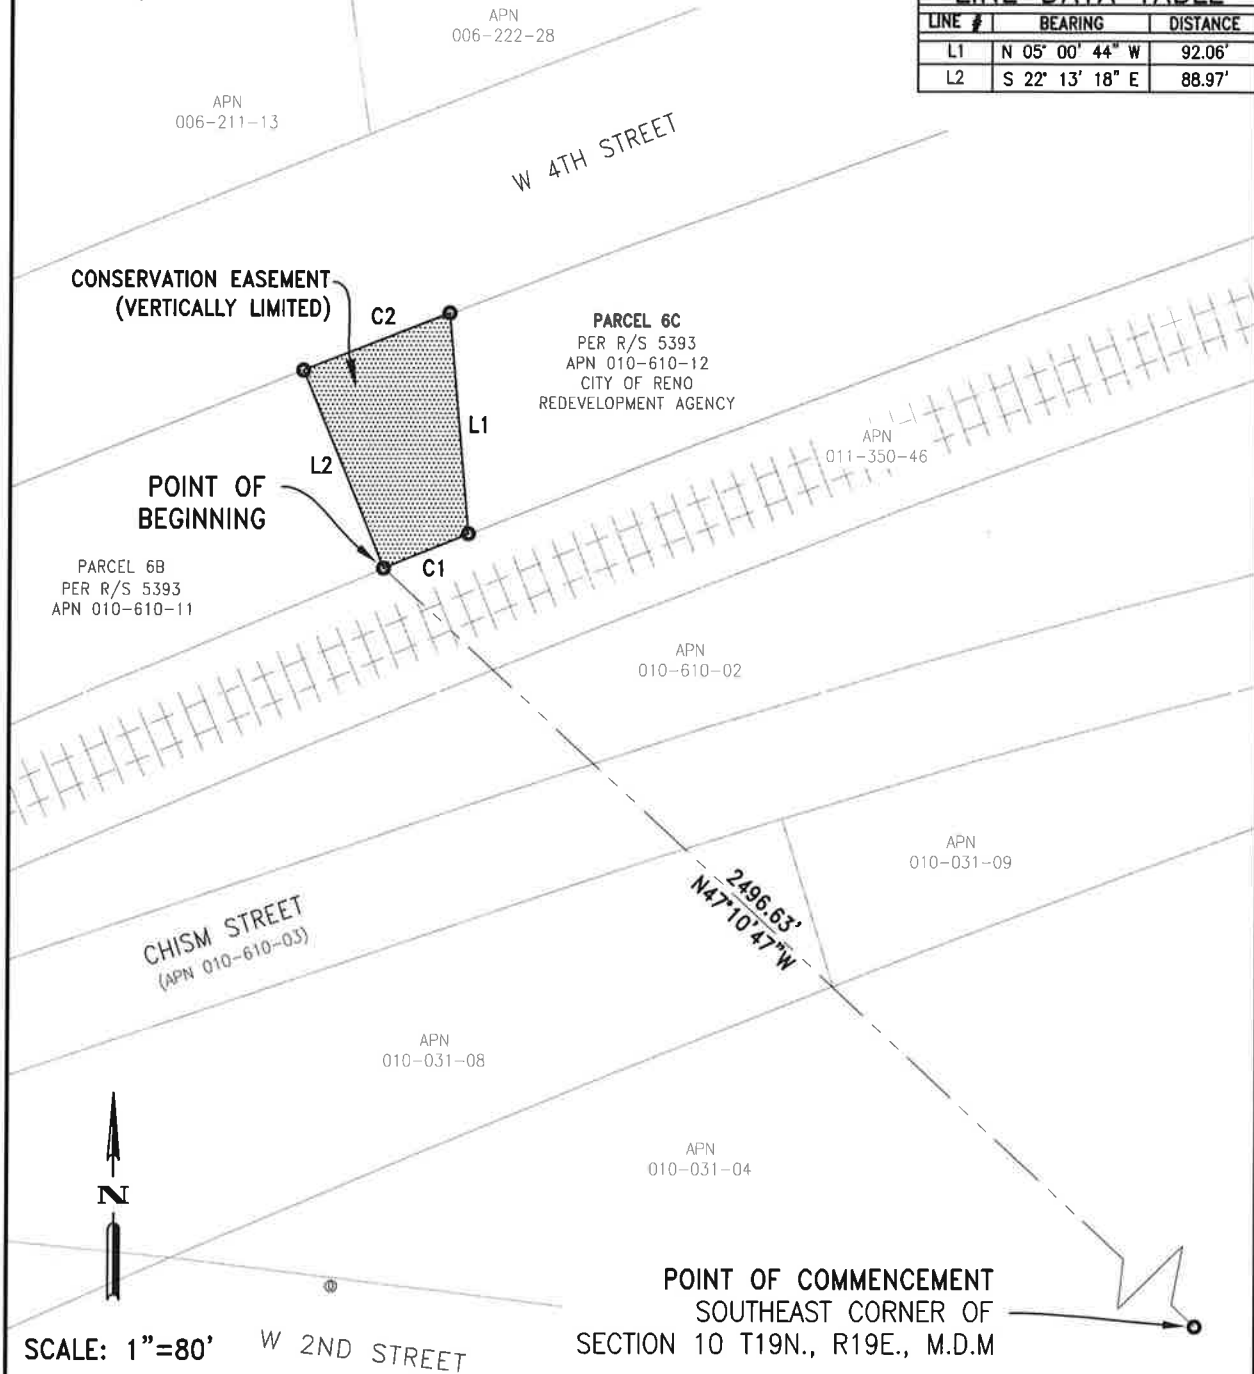 LINE DATA TABLE
LINE # BEARING DISTANCE
L1 N 05° 00' 44" W 92.06'
L2 S 22° 13' 18" E 88.97'
APN
006-222-28
APN
006-211-13
W 4TH STREET
CONSERVATION EASEMENT
(VERTICALLY LIMITED)
C2
PARCEL 6C
PER R/S 5393
APN 010-610-12
CITY OF RENO
REDEVELOPMENT AGENCY
L1
APN
011-350-46
L2
POINT OF
BEGINNING
C1
PARCEL 6B
PER R/S 5393
APN 010-610-11
APN
010-610-02
APN
010-031-09
2496.63'
N47°10'47"W
CHISM STREET
(APN 010-610-03)
APN
010-031-08
APN
010-031-04
N
POINT OF COMMENCEMENT
SOUTHEAST CORNER OF
SECTION 10 T19N., R19E., M.D.M
SCALE: 1"=80'
W 2ND STREET